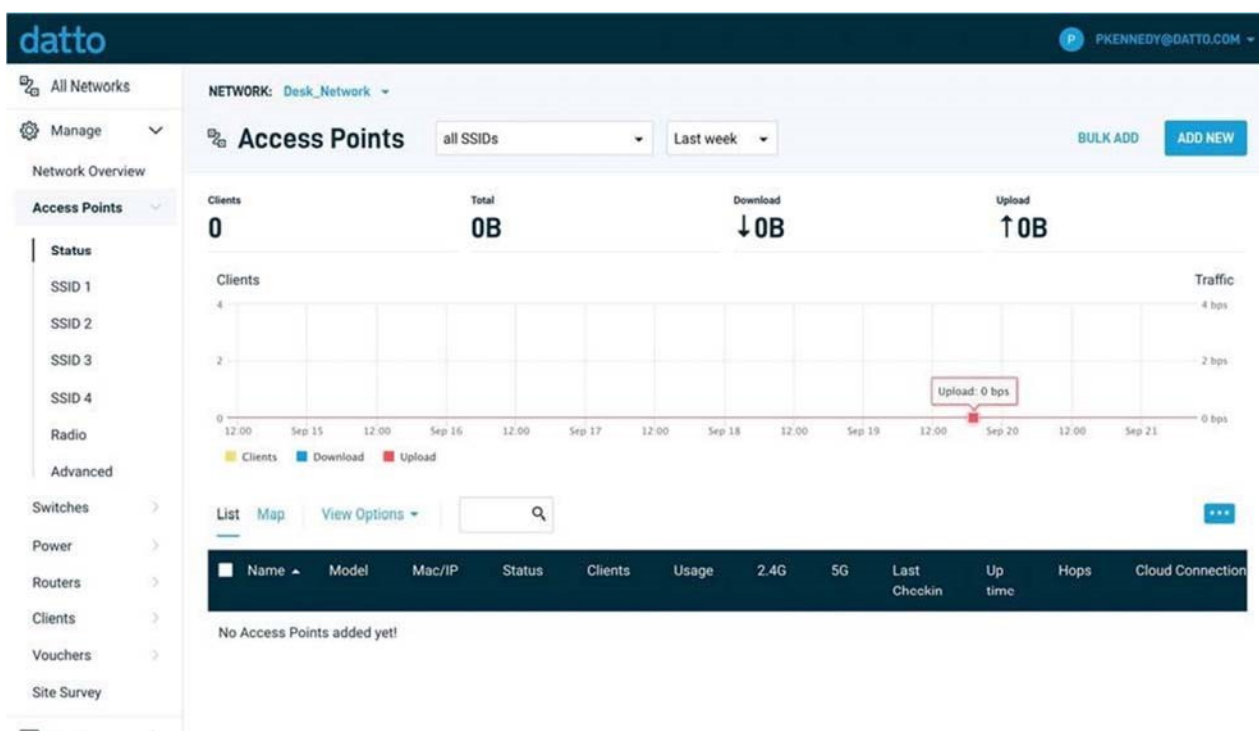 datto
P PKENNEDY@DATTO.COM
All Networks
Manage
Network Overview
Access Points
Status
SSID 1
SSID 2
SSID 3
SSID 4
Radio
Advanced
Switches
Power
Routers
Clients
Vouchers
Site Survey
NETWORK: Desk_Network
Access Points all SSIDs Last week BULK ADD ADD NEW
Clients Total Download Upload
0 0B ↓0B ↑0B
Clients Traffic
4 4 bps
2 2 bps
Upload: 0 bps
0 0 bps
12:00 Sep 15 12:00 Sep 16 12:00 Sep 17 12:00 Sep 18 12:00 Sep 19 12:00 Sep 20 12:00 Sep 21
Clients Download Upload
List Map View Options
Name Model Mac/IP Status Clients Usage 2.4G 5G Last Checkin Up time Hops Cloud Connection
No Access Points added yet!